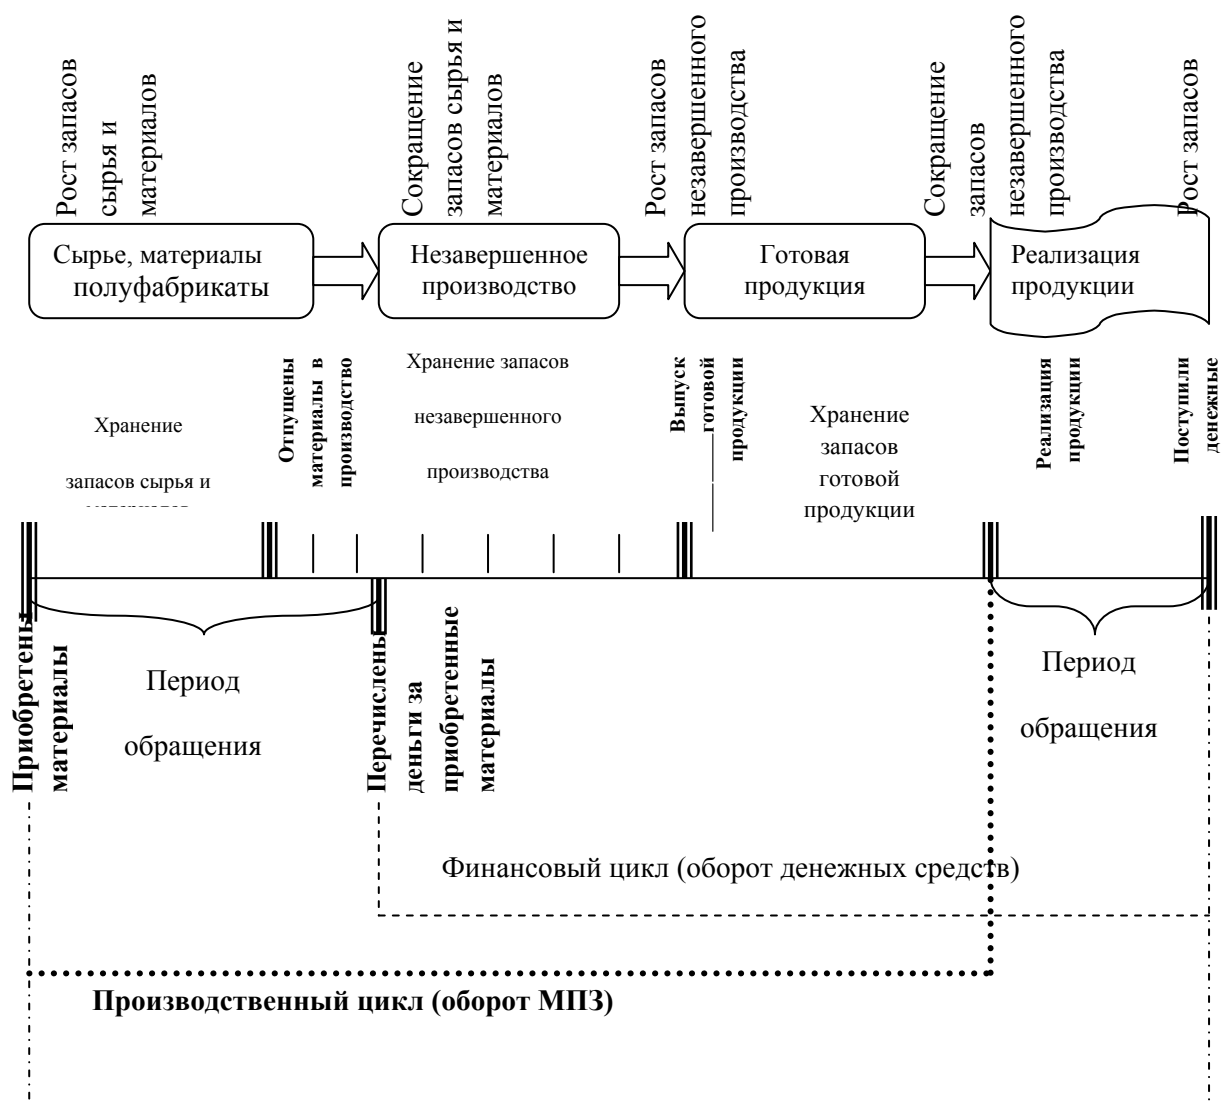 Рост запасов
сырья и
материалов
Сокращение
запасов сырья и
материалов
Рост запасов
незавершенного
производства
Сокращение
запасов
незавершенного
производства
Рост запасов
Сырье, материалы
полуфабрикаты
Незавершенное
производство
Готовая
продукция
Реализация
продукции
Хранение
запасов сырья и
Отпущены
материалы в
производство
Хранение запасов
незавершенного
производства
Выпуск
готовой
продукции
Хранение
запасов
готовой
продукции
Реализация
продукции
Поступили
денежные
Приобретены
материалы
Период
обращения
Перечислены
деньги за
приобретенные
материалы
Период
обращения
Финансовый цикл (оборот денежных средств)
Производственный цикл (оборот МПЗ)